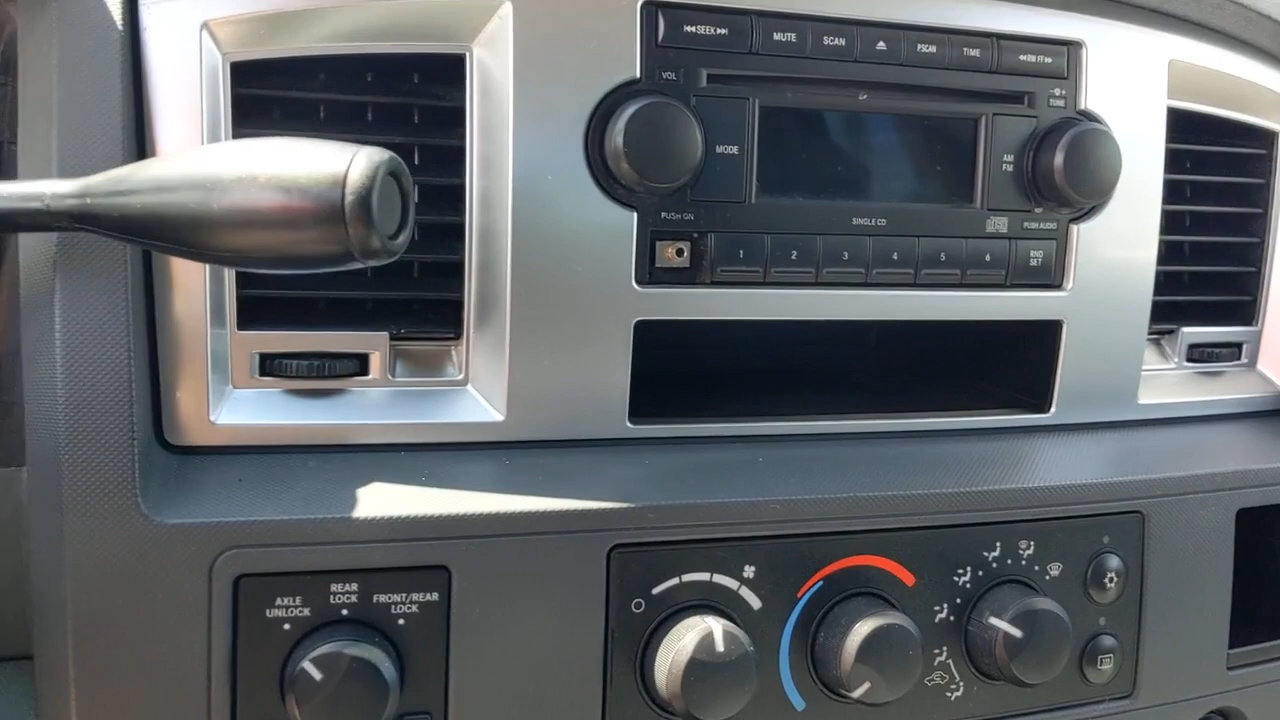 SEEK
MUTE
SCAN
PSCAN
TIME
RW FF
VOL
TUNE
MODE
AM
FM
PUSH ON
SINGLE CD
PUSH AUDIO
1
2
3
4
5
6
RND
SET
AXLE
UNLOCK
REAR
LOCK
FRONT/REAR
LOCK